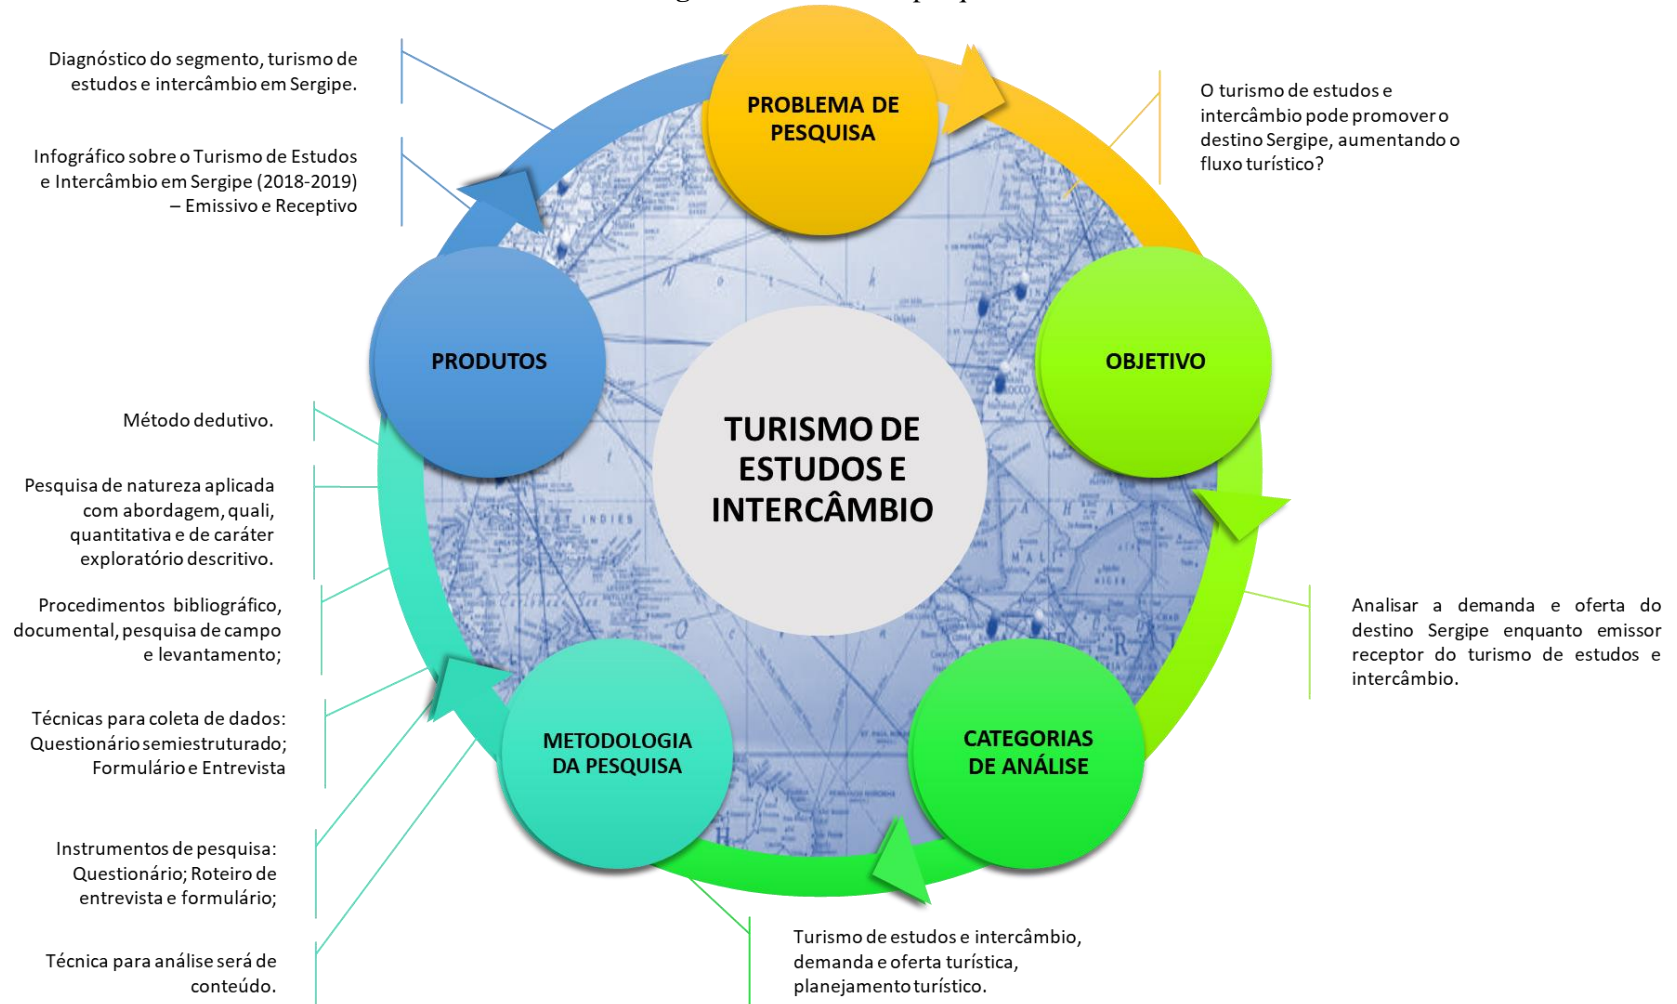 PROBLEMA DE
PESQUISA
O turismo de estudos e
intercâmbio pode promover o
destino Sergipe, aumentando o
fluxo turístico?
OBJETIVO
Analisar a demanda e oferta do
destino Sergipe enquanto emissor
receptor do turismo de estudos e
intercâmbio.
CATEGORIAS
DE ANÁLISE
Turismo de estudos e intercâmbio,
demanda e oferta turística,
planejamento turístico.
METODOLOGIA
DA PESQUISA
Método dedutivo.
Pesquisa de natureza aplicada
com abordagem, quali,
quantitativa e de caráter
exploratório descritivo.
Procedimentos bibliográfico,
documental, pesquisa de campo
e levantamento;
Técnicas para coleta de dados:
Questionário semiestruturado;
Formulário e Entrevista
Instrumentos de pesquisa:
Questionário; Roteiro de
entrevista e formulário;
Técnica para análise será de
conteúdo.
PRODUTOS
Diagnóstico do segmento, turismo de
estudos e intercâmbio em Sergipe.
Infográfico sobre o Turismo de Estudos
e Intercâmbio em Sergipe (2018-2019)
– Emissivo e Receptivo
TURISMO DE
ESTUDOS E
INTERCÂMBIO